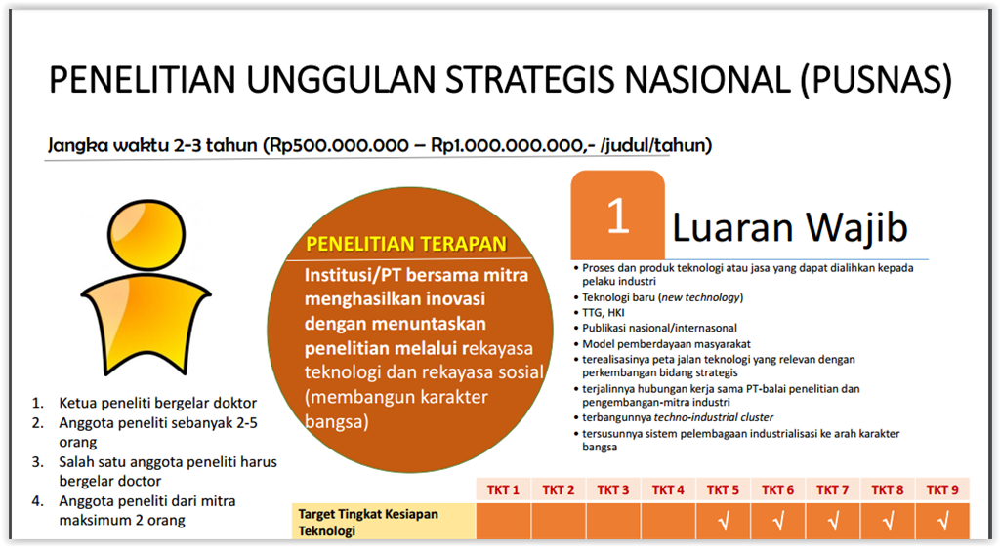 PENELITIAN UNGGULAN STRATEGIS NASIONAL (PUSNAS)
Jangka waktu 2-3 tahun (Rp500.000.000 – Rp1.000.000.000,- /judul/tahun)
1. Ketua peneliti bergelar doktor
2. Anggota peneliti sebanyak 2-5
orang
3. Salah satu anggota peneliti harus
bergelar doctor
4. Anggota peneliti dari mitra
maksimum 2 orang
PENELITIAN TERAPAN
Institusi/PT bersama mitra
menghasilkan inovasi
dengan menuntaskan
penelitian melalui rekayasa
teknologi dan rekayasa sosial
(membangun karakter
bangsa)
1
Luaran Wajib
• Proses dan produk teknologi atau jasa yang dapat dialihkan kepada
pelaku industri
• Teknologi baru (new technology)
• TTG, HKI
• Publikasi nasional/internasonal
• Model pemberdayaan masyarakat
• terealisasinya peta jalan teknologi yang relevan dengan
perkembangan bidang strategis
• terjalinnya hubungan kerja sama PT-balai penelitian dan
pengembangan-mitra industri
• terbangunnya techno-industrial cluster
• tersusunnya sistem pelembagaan industrialisasi ke arah karakter
bangsa
TKT 1 TKT 2 TKT 3 TKT 4 TKT 5 TKT 6 TKT 7 TKT 8 TKT 9
Target Tingkat Kesiapan
Teknologi
√ √ √ √ √